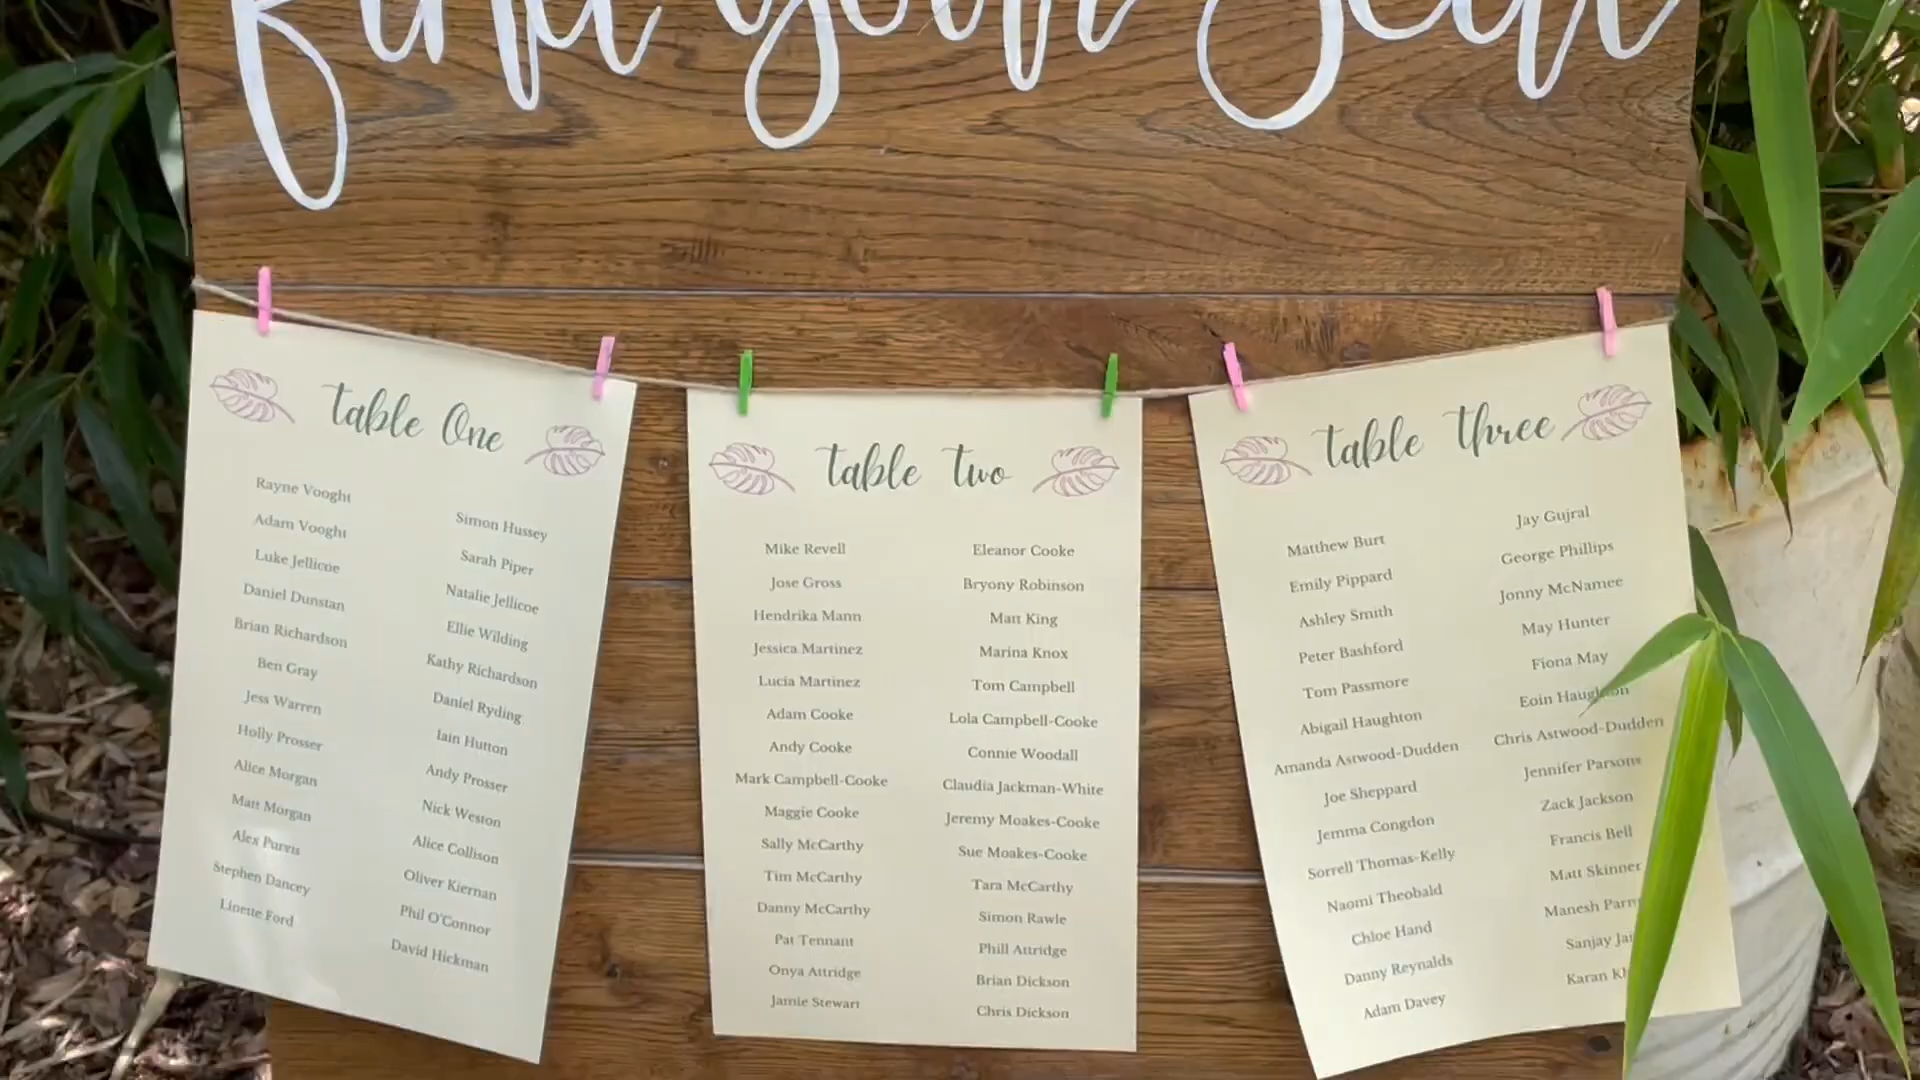 find your Seat
table One
Rayne Vooght
Adam Vooght
Luke Jellicoe
Daniel Dunstan
Brian Richardson
Ben Gray
Jess Warren
Holly Prosser
Alice Morgan
Matt Morgan
Alex Purvis
Stephen Dancey
Linette Ford
Simon Hussey
Sarah Piper
Natalie Jellicoe
Ellie Wilding
Kathy Richardson
Daniel Ryding
Iain Hutton
Andy Prosser
Nick Weston
Alice Collison
Oliver Kiernan
Phil O'Connor
David Hickman
table two
Mike Revell
Jose Gross
Hendrika Mann
Jessica Martinez
Lucia Martinez
Adam Cooke
Andy Cooke
Mark Campbell-Cooke
Maggie Cooke
Sally McCarthy
Tim McCarthy
Danny McCarthy
Pat Tennant
Onya Attridge
Jamie Stewart
Eleanor Cooke
Bryony Robinson
Matt King
Marina Knox
Tom Campbell
Lola Campbell-Cooke
Connie Woodall
Claudia Jackman-White
Jeremy Moakes-Cooke
Sue Moakes-Cooke
Tara McCarthy
Simon Rawle
Phill Attridge
Brian Dickson
Chris Dickson
table three
Matthew Burt
Emily Pippard
Ashley Smith
Peter Bashford
Tom Passmore
Abigail Haughton
Amanda Astwood-Dudden
Joe Sheppard
Jemma Congdon
Sorrell Thomas-Kelly
Naomi Theobald
Chloe Hand
Danny Reynalds
Adam Davey
Jay Gujral
George Phillips
Jonny McNamee
May Hunter
Fiona May
Eoin Haughton
Chris Astwood-Dudden
Jennifer Parsons
Zack Jackson
Francis Bell
Matt Skinner
Manesh
Sanjay
Karan